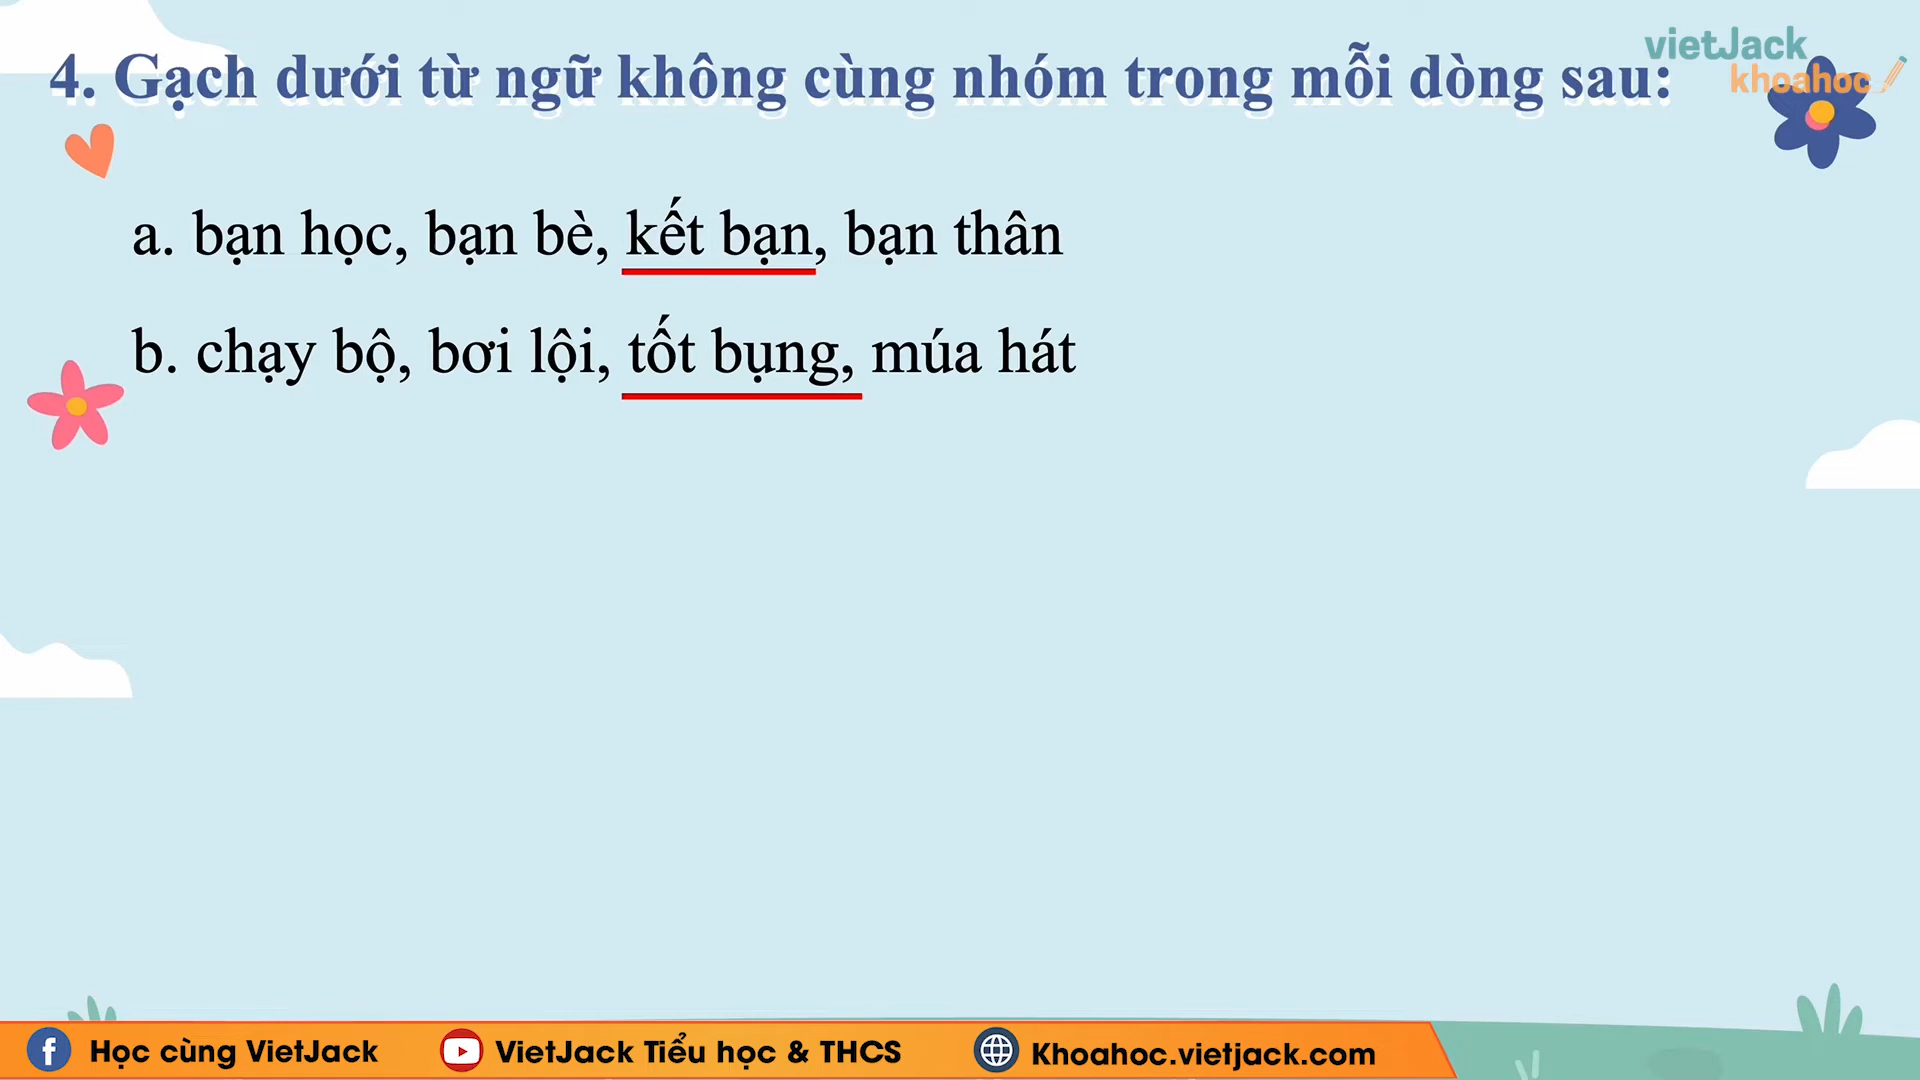 vietJack
khoahoc
4. Gạch dưới từ ngữ không cùng nhóm trong mỗi dòng sau:
a. bạn học, bạn bè, kết bạn, bạn thân
b. chạy bộ, bơi lội, tốt bụng, múa hát
Học cùng VietJack
VietJack Tiểu học & THCS
Khoahoc.vietjack.com